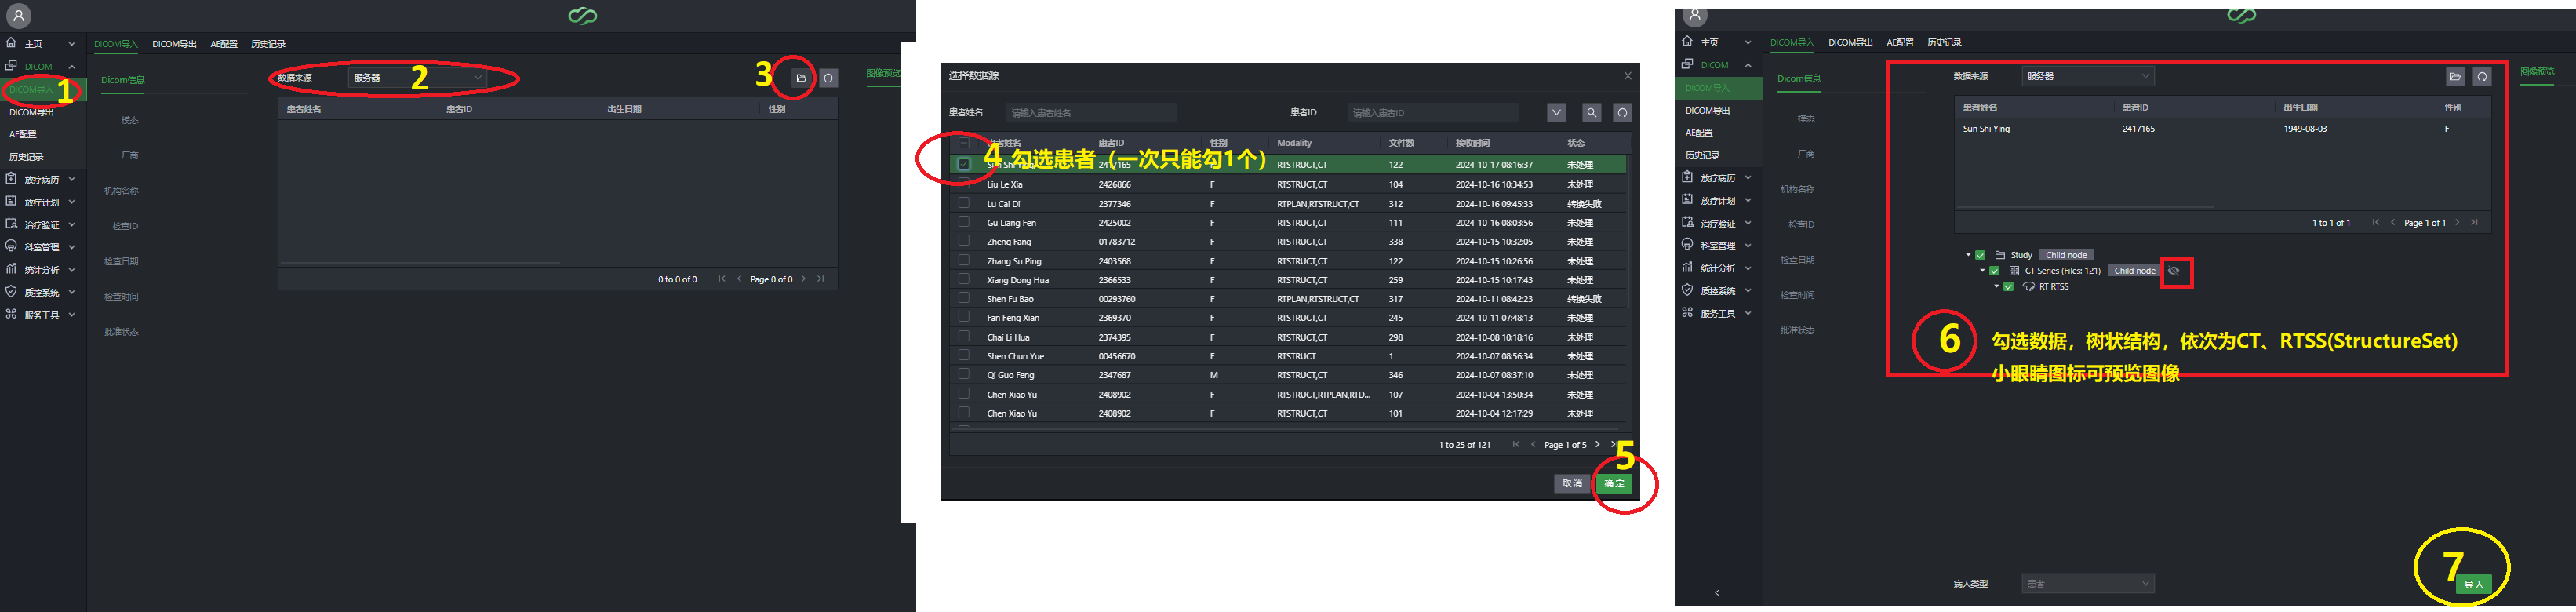 主页
DICOM
DICOM导入
1
DICOM导出
AE配置
历史记录
放疗病历
放疗计划
治疗验证
科室管理
统计分析
质控系统
服务工具
DICOM导入 DICOM导出 AE配置 历史记录
Dicom信息
模态
厂商
机构名称
检查ID
检查日期
检查时间
批准状态
数据来源 服务器 2
3
图像预览
患者姓名 患者ID 出生日期 性别
0 to 0 of 0 Page 0 of 0
选择数据源
患者姓名 请输入患者姓名 患者ID 请输入患者ID
患者姓名 患者ID 性别 Modality 文件数 接收时间 状态
4 勾选患者（一次只能勾1个）
Sun Shi Ying 2417165 F RTSTRUCT,CT 122 2024-10-17 08:16:37 未处理
Liu Le Xia 2426866 F RTSTRUCT,CT 104 2024-10-16 10:34:53 未处理
Lu Cai Di 2377346 F RTPLAN,RTSTRUCT,CT 312 2024-10-16 09:45:33 转换失败
Gu Liang Fen 2425002 F RTSTRUCT,CT 111 2024-10-16 08:03:56 未处理
Zheng Fang 01783712 F RTSTRUCT,CT 338 2024-10-15 10:32:05 未处理
Zhang Su Ping 2403568 F RTSTRUCT,CT 122 2024-10-15 10:26:56 未处理
Xiang Dong Hua 2366533 F RTSTRUCT,CT 259 2024-10-15 10:17:43 未处理
Shen Fu Bao 00293760 F RTPLAN,RTSTRUCT,CT 317 2024-10-11 08:42:23 转换失败
Fan Feng Xian 2369370 F RTSTRUCT,CT 245 2024-10-11 07:48:13 未处理
Chai Li Hua 2374395 F RTSTRUCT,CT 298 2024-10-08 10:18:16 未处理
Shen Chun Yue 00456670 F RTSTRUCT 1 2024-10-07 08:56:34 未处理
Qi Guo Feng 2347687 M RTSTRUCT,CT 346 2024-10-07 08:37:10 未处理
Chen Xiao Yu 2408902 F RTSTRUCT,RTPLAN,RTD... 107 2024-10-04 13:50:34 未处理
Chen Xiao Yu 2408902 F RTSTRUCT,CT 101 2024-10-04 12:17:29 未处理
1 to 25 of 121 Page 1 of 5
5
取消 确定
主页
DICOM
DICOM导入
DICOM导出
AE配置
历史记录
放疗病历
放疗计划
治疗验证
科室管理
统计分析
质控系统
服务工具
DICOM导入 DICOM导出 AE配置 历史记录
Dicom信息
模态
厂商
机构名称
检查ID
检查日期
检查时间
批准状态
数据来源 服务器
图像预览
患者姓名 患者ID 出生日期 性别
Sun Shi Ying 2417165 1949-08-03 F
1 to 1 of 1 Page 1 of 1
Study Child node
CT Series (Files: 121) Child node
RT RTSS
6 勾选数据，树状结构，依次为CT、RTSS(StructureSet)
小眼睛图标可预览图像
7
病人类型 患者 导入